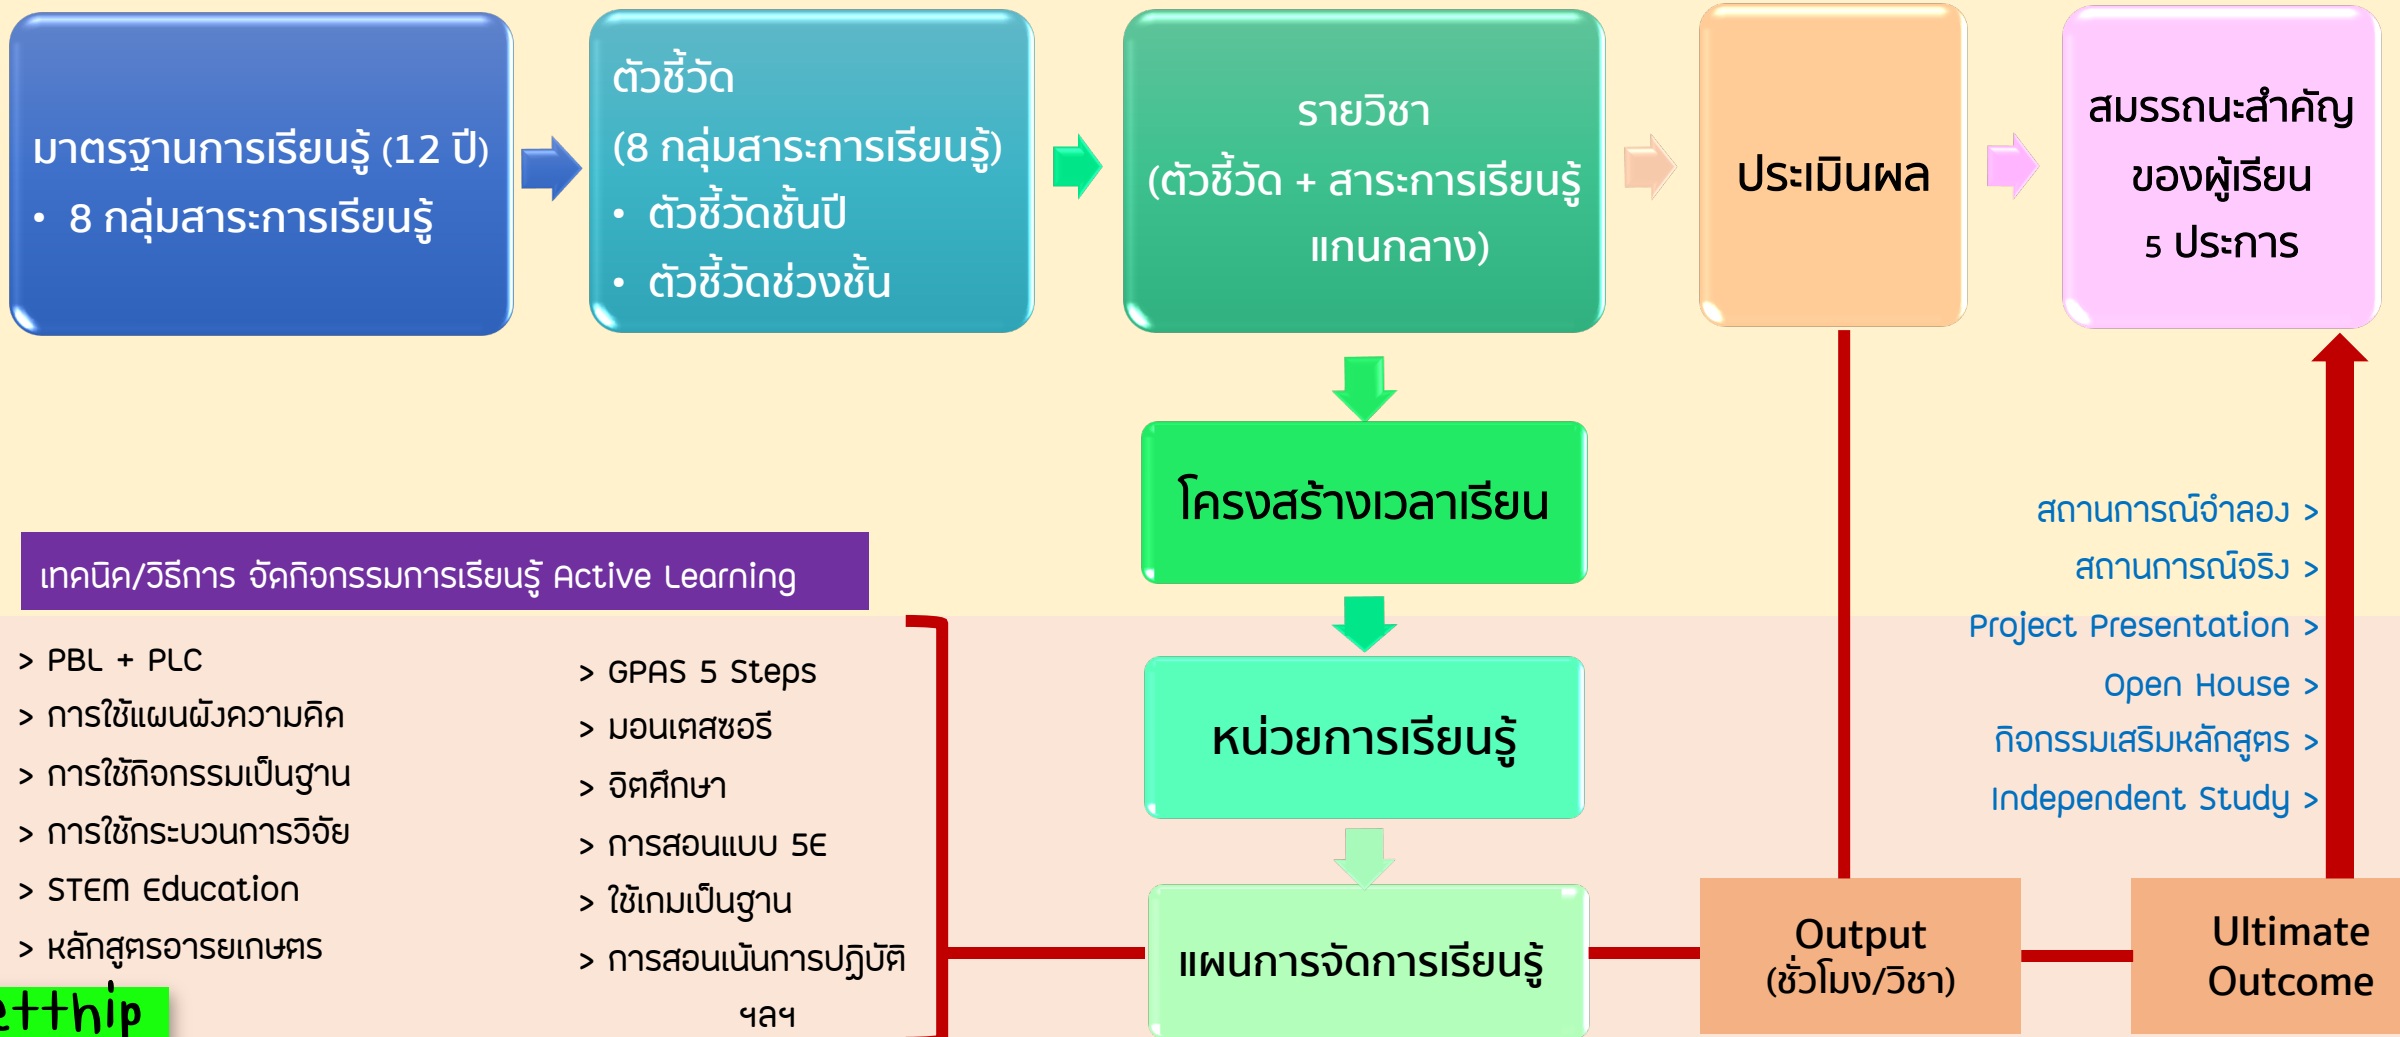 มาตรฐานการเรียนรู้ (12 ปี)
• 8 กลุ่มสาระการเรียนรู้
ตัวชี้วัด
(8 กลุ่มสาระการเรียนรู้)
• ตัวชี้วัดชั้นปี
• ตัวชี้วัดช่วงชั้น
รายวิชา
(ตัวชี้วัด + สาระการเรียนรู้
แกนกลาง)
ประเมินผล
สมรรถนะสำคัญ
ของผู้เรียน
5 ประการ
โครงสร้างเวลาเรียน
หน่วยการเรียนรู้
แผนการจัดการเรียนรู้
เทคนิค/วิธีการ จัดกิจกรรมการเรียนรู้ Active Learning
> PBL + PLC
> การใช้แผนผังความคิด
> การใช้กิจกรรมเป็นฐาน
> การใช้กระบวนการวิจัย
> STEM Education
> หลักสูตรอารยเกษตร
> GPAS 5 Steps
> มอนเตสซอรี
> จิตศึกษา
> การสอนแบบ 5E
> ใช้เกมเป็นฐาน
> การสอนเน้นการปฏิบัติ
ฯลฯ
สถานการณ์จำลอง >
สถานการณ์จริง >
Project Presentation >
Open House >
กิจกรรมเสริมหลักสูตร >
Independent Study >
Output
(ชั่วโมง/วิชา)
Ultimate
Outcome
etthip